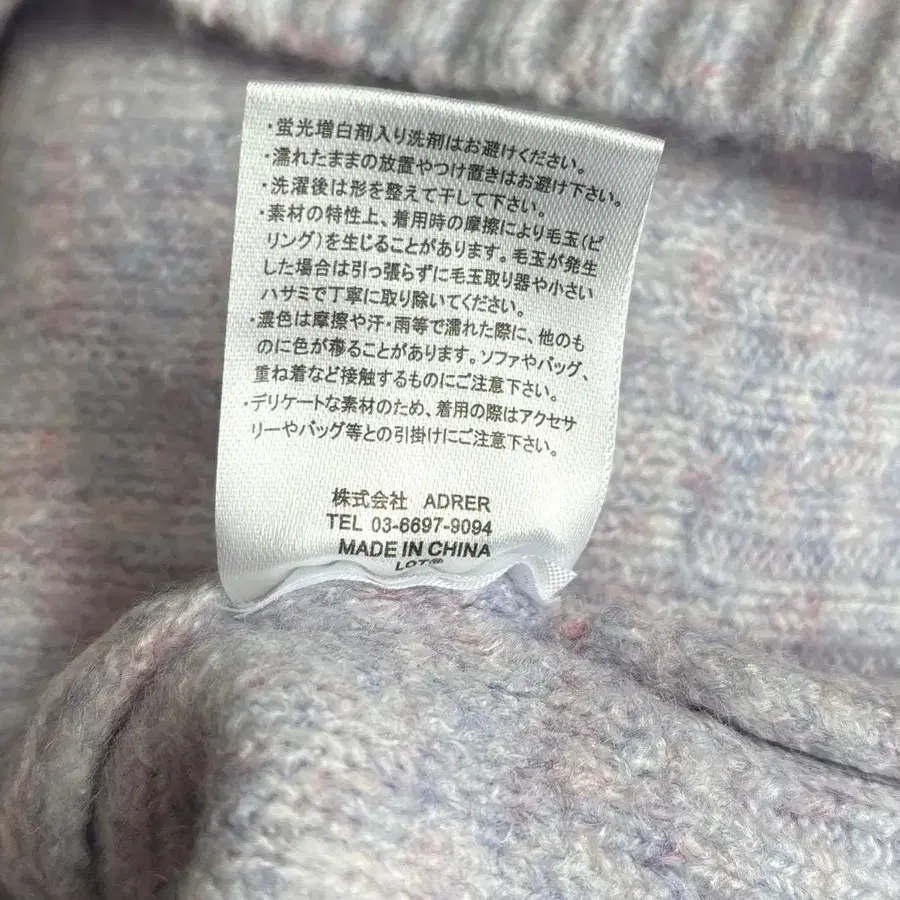 ・蛍光増白剤入り洗剤はお避けください。
・濡れたままの放置やつけ置きはお避け下さい。
・洗濯後は形を整えて干して下さい。
・素材の特性上、着用時の摩擦により毛玉(ピ
リング)を生じることがあります。毛玉が発生
した場合は引っ張らずに毛玉取り器や小さい
ハサミで丁寧に取り除いてください。
・濃色は摩擦や汗・雨等で濡れた際に、他のも
のに色が移ることがあります。ソファやバッグ、
重ね着など接触するものにご注意下さい。
・デリケートな素材のため、着用の際はアクセサ
リーやバッグ等との引掛けにご注意下さい。
株式会社 ADRER
TEL 03-6697-9094
MADE IN CHINA